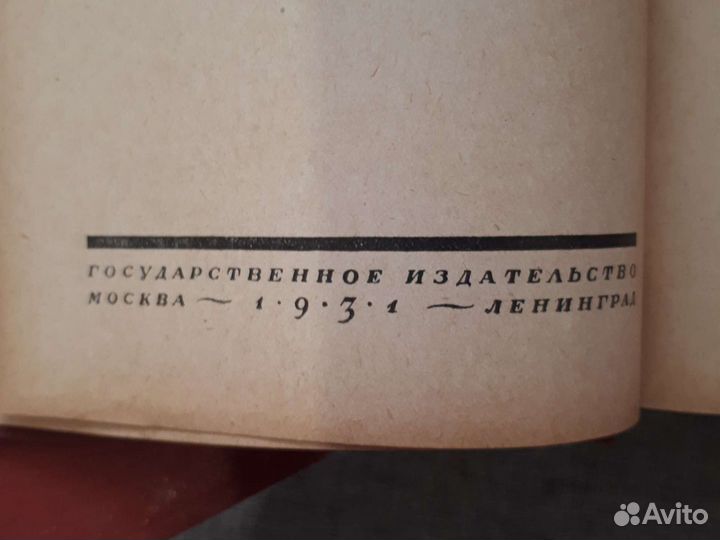 ГОСУДАРСТВЕННОЕ ИЗДАТЕЛЬСТВО
МОСКВА — 1·9·3·1 — ЛЕНИНГРАД
Avito